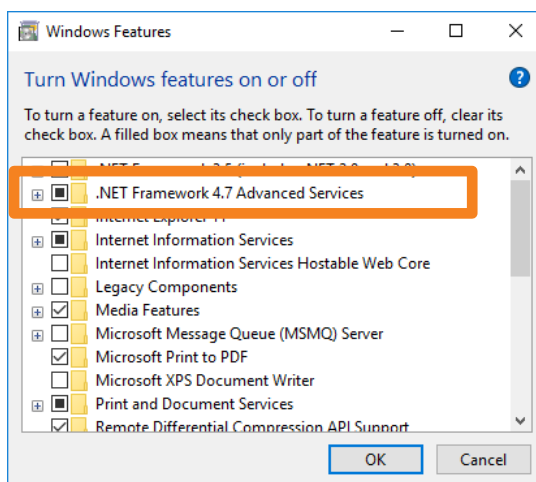 Windows Features
Turn Windows features on or off
To turn a feature on, select its check box. To turn a feature off, clear its
check box. A filled box means that only part of the feature is turned on.
.NET Framework 4.7 Advanced Services
Internet Explorer 11
Internet Information Services
Internet Information Services Hostable Web Core
Legacy Components
Media Features
Microsoft Message Queue (MSMQ) Server
Microsoft Print to PDF
Microsoft XPS Document Writer
Print and Document Services
Remote Differential Compression API Support
OK Cancel